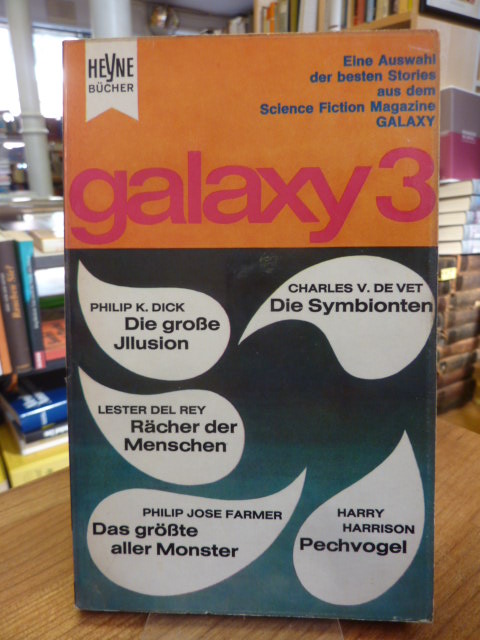 HEYNE
BÜCHER
Eine Auswahl
der besten Stories
aus dem
Science Fiction Magazine
GALAXY
galaxy 3
PHILIP K. DICK
Die große
Jllusion
CHARLES V. DE VET
Die Symbionten
LESTER DEL REY
Rächer der
Menschen
PHILIP JOSE FARMER
Das größte
aller Monster
HARRY
HARRISON
Pechvogel